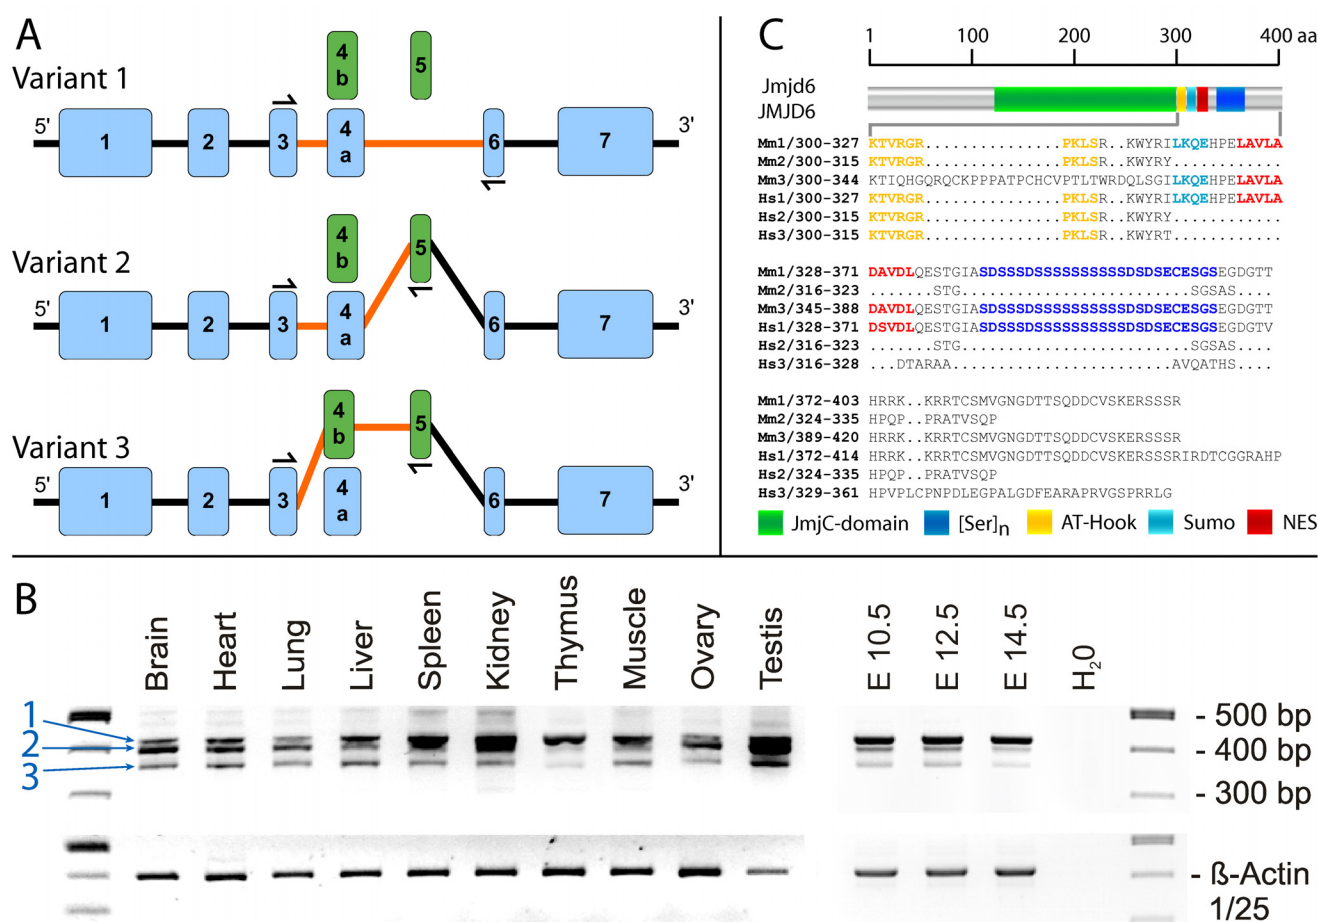 A
Variant 1
4
b
5
5'
1
2
3
4
a
6
7
3'
Variant 2
4
b
5
5'
1
2
3
4
a
6
7
3'
Variant 3
4
b
5
5'
1
2
3
4
a
6
7
3'
C
1 100 200 300 400 aa
Jmjd6
JMJD6
Mm1/300-327 KTVRGR...............PKLSR..KWYRILKQEHPELAVLA
Mm2/300-315 KTVRGR...............PKLSR..KWYRY............
Mm3/300-344 KTIQHGQRQCKPPPATPCHCVPTLTWRDQLSGILKQEHPELAVLA
Hs1/300-327 KTVRGR...............PKLSR..KWYRILKQEHPELAVLA
Hs2/300-315 KTVRGR...............PKLSR..KWYRY............
Hs3/300-315 KTVRGR...............PKLSR..KWYRT............
Mm1/328-371 DAVDLQESTGIASDSSSDSSSSSSSSSSDSDSECESGSEGDGTT
Mm2/316-323 .......STG.........................SGSAS....
Mm3/345-388 DAVDLQESTGIASDSSSDSSSSSSSSSSDSDSECESGSEGDGTT
Hs1/328-371 DSVDLQESTGIASDSSSDSSSSSSSSSSDSDSECESGSEGDGTV
Hs2/316-323 .......STG.........................SGSAS....
Hs3/316-328 ...DTARAA........................AVQATHS....
Mm1/372-403 HRRK..KRRTCSMVGNGDTTSQDDCVSKERSSSR
Mm2/324-335 HPQP..PRATVSQP
Mm3/389-420 HRRK..KRRTCSMVGNGDTTSQDDCVSKERSSSR
Hs1/372-414 HRRK..KRRTCSMVGNGDTTSQDDCVSKERSSSRIRDTCGGRAHP
Hs2/324-335 HPQP..PRATVSQP
Hs3/329-361 HPVPLCPNPDLEGPALGDFEARAPRVGSPRRLG
JmjC-domain [Ser]n AT-Hook Sumo NES
B
Brain
Heart
Lung
Liver
Spleen
Kidney
Thymus
Muscle
Ovary
Testis
E 10.5
E 12.5
E 14.5
H20
1
2
3
- 500 bp
- 400 bp
- 300 bp
- ß-Actin
1/25